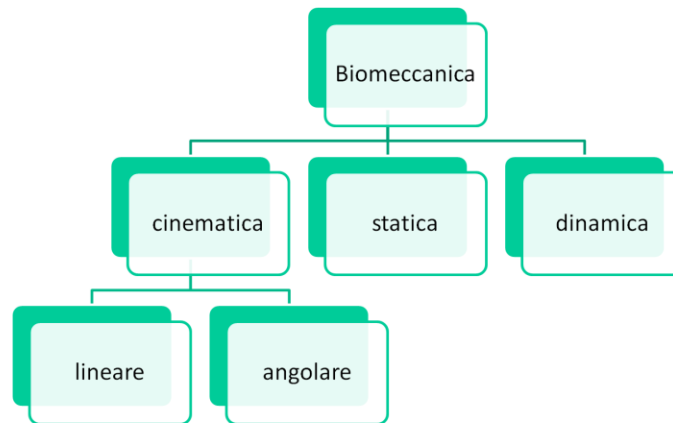 Biomeccanica
cinematica
statica
dinamica
lineare
angolare